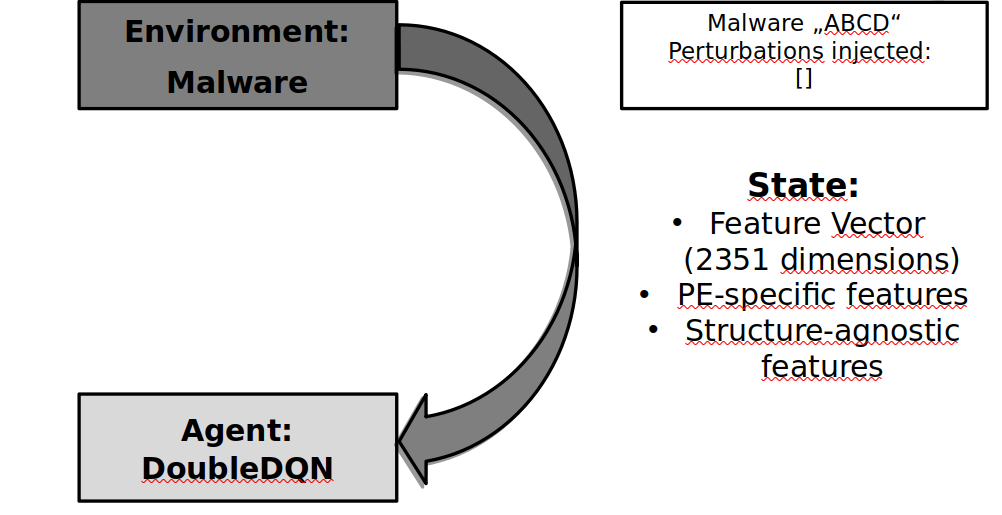 Environment:
Malware
Malware „ABCD“
Perturbations injected:
[]
State:
• Feature Vector
(2351 dimensions)
• PE-specific features
• Structure-agnostic
features
Agent:
DoubleDQN